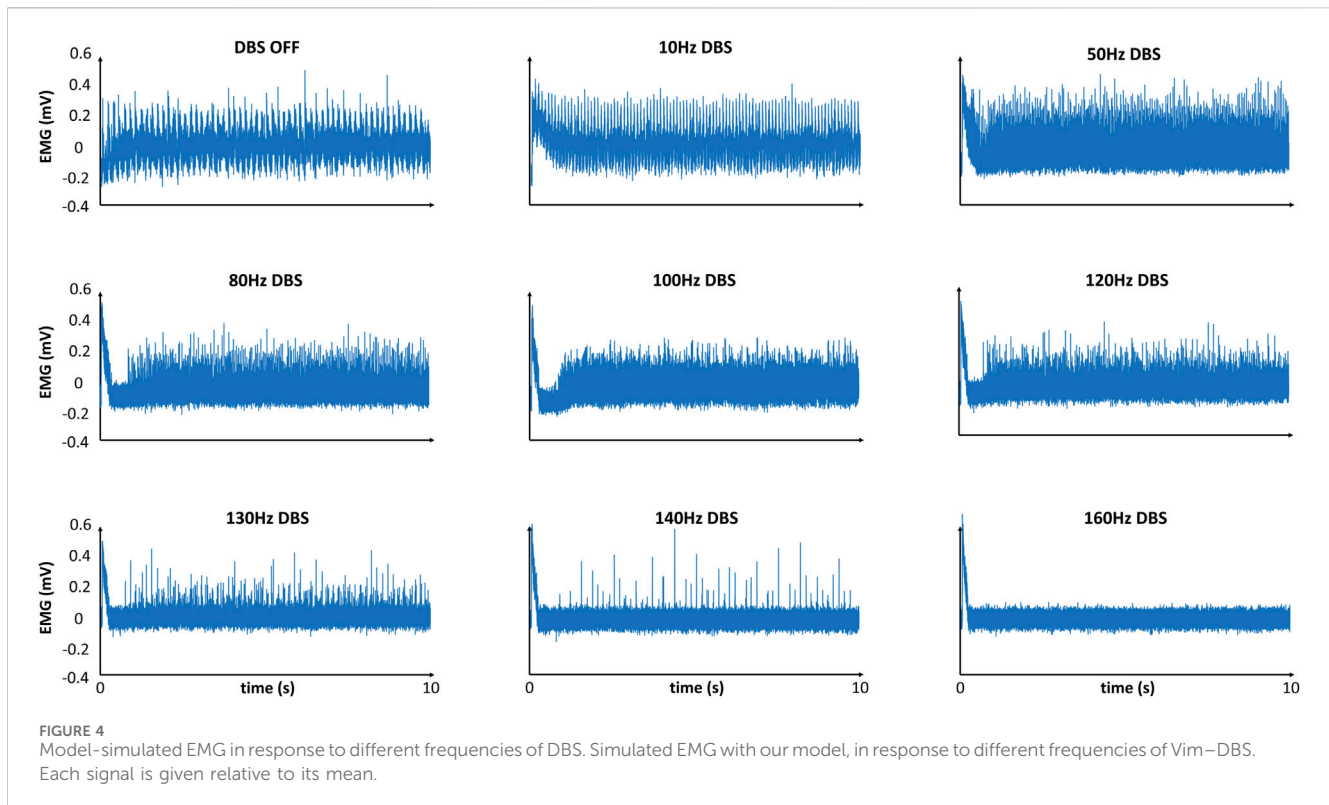 DBS OFF
10Hz DBS
50Hz DBS
EMG (mV)
0.6
0.4
0.2
0
-0.2
-0.4
80Hz DBS
100Hz DBS
120Hz DBS
EMG (mV)
0.6
0.4
0.2
0
-0.2
-0.4
130Hz DBS
140Hz DBS
160Hz DBS
EMG (mV)
0.6
0.4
0.2
0
-0.2
-0.4
0 time (s) 10
0 time (s) 10
0 time (s) 10
FIGURE 4
Model-simulated EMG in response to different frequencies of DBS. Simulated EMG with our model, in response to different frequencies of Vim–DBS.
Each signal is given relative to its mean.